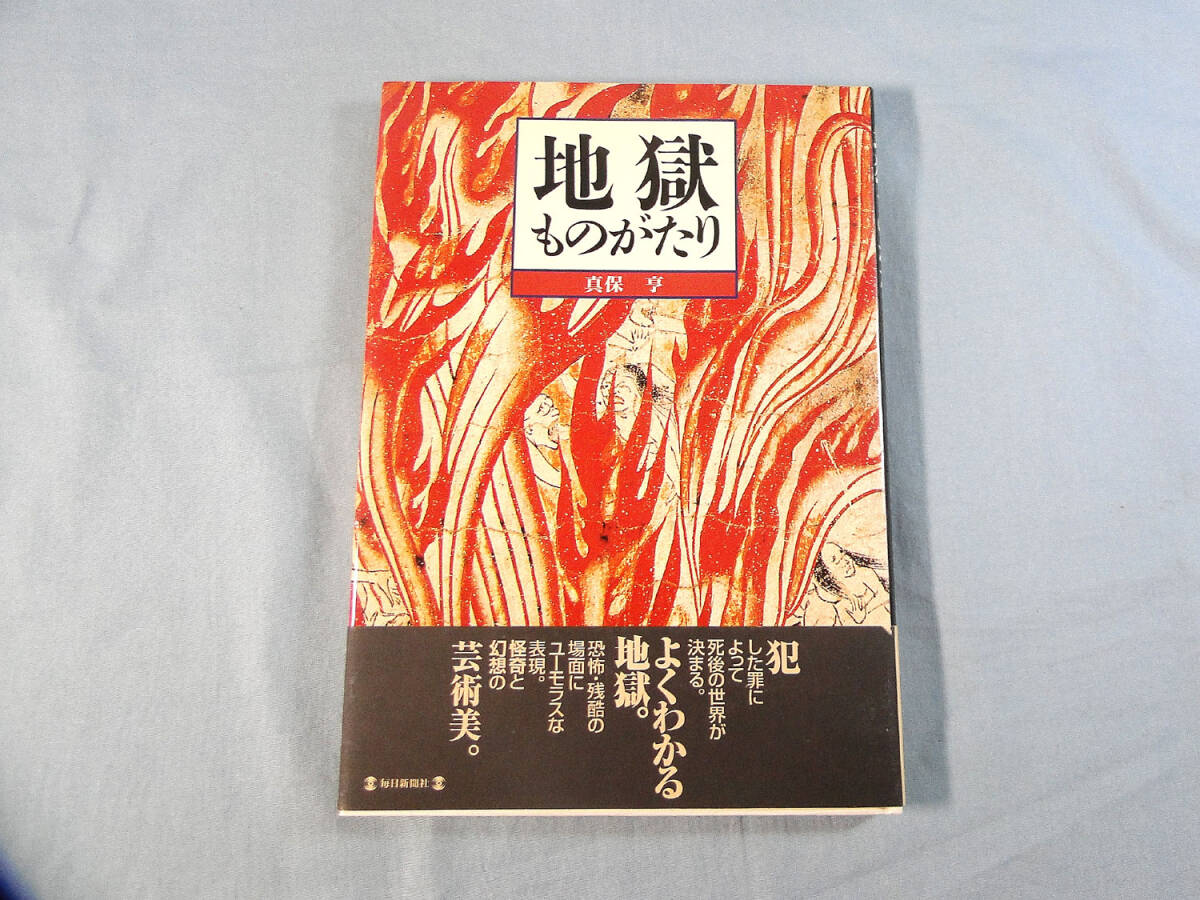 地獄
ものがたり
真保 亨
犯
した罪に
よって
死後の世界が
決まる。
よくわかる
地獄。
恐怖・残酷の
場面に
ユーモラスな
表現。
怪奇と
幻想の
芸術美。
毎日新聞社